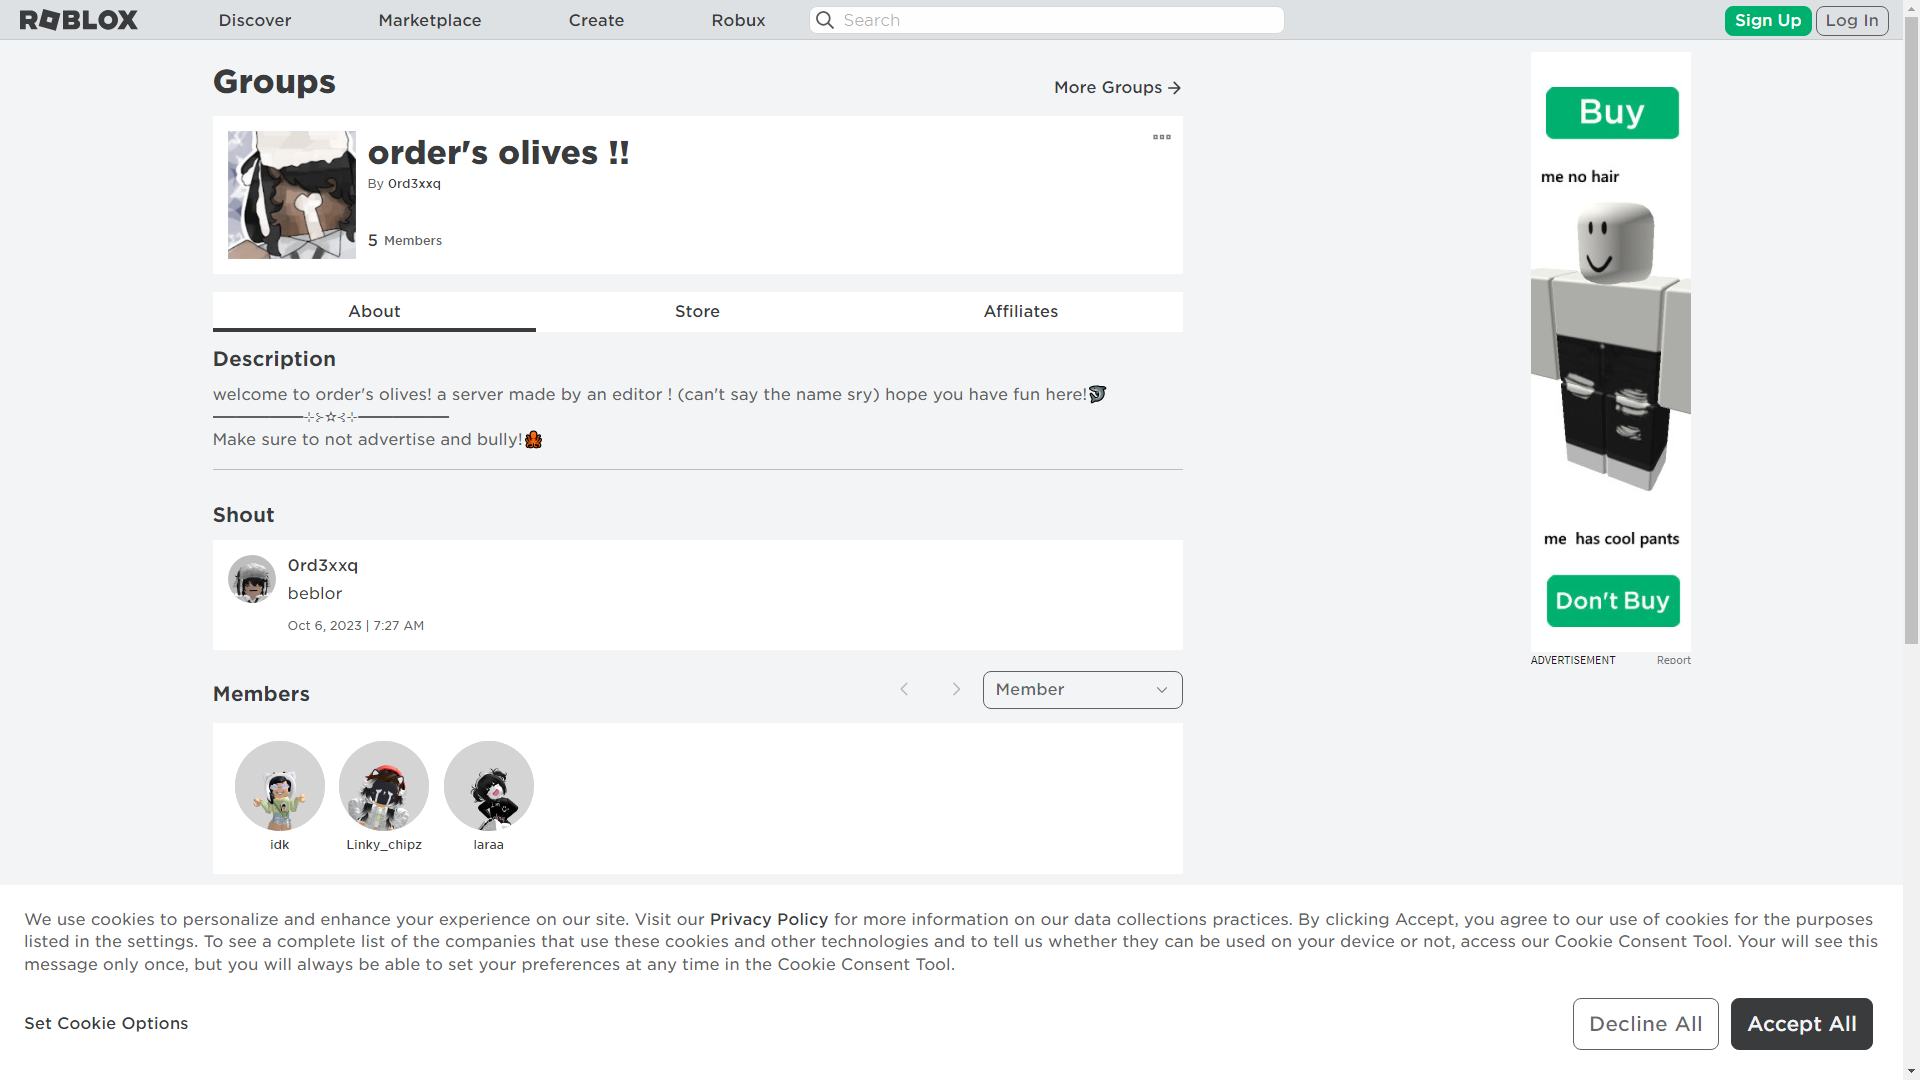 ROBLOX
Discover
Marketplace
Create
Robux
Search
Sign Up
Log In
Groups
More Groups →
order's olives !!
By 0rd3xxq
5 Members
About
Store
Affiliates
Description
welcome to order's olives! a server made by an editor ! (can't say the name sry) hope you have fun here!🌪
━━━━━━━━⊹⊱☆⊰⊹━━━━━━━━
Make sure to not advertise and bully!🐙
Shout
0rd3xxq
beblor
Oct 6, 2023 | 7:27 AM
Members
Member
idk
Linky_chipz
laraa
Buy
me no hair
me has cool pants
Don't Buy
ADVERTISEMENT
Report
We use cookies to personalize and enhance your experience on our site. Visit our Privacy Policy for more information on our data collections practices. By clicking Accept, you agree to our use of cookies for the purposes
listed in the settings. To see a complete list of the companies that use these cookies and other technologies and to tell us whether they can be used on your device or not, access our Cookie Consent Tool. Your will see this
message only once, but you will always be able to set your preferences at any time in the Cookie Consent Tool.
Set Cookie Options
Decline All
Accept All